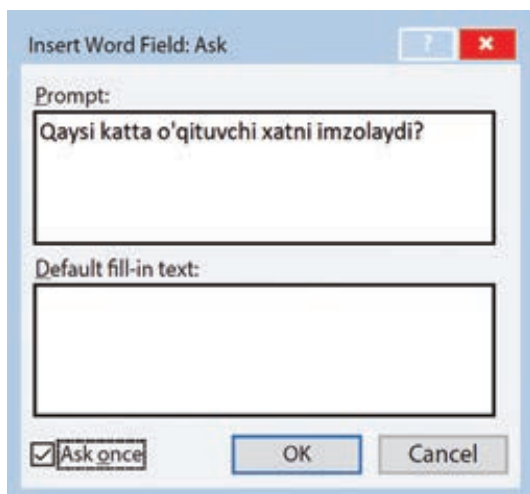 Insert Word Field: Ask
?
Prompt:
Qaysi katta o'qituvchi xatni imzolaydi?
Default fill-in text:
Ask once
OK
Cancel